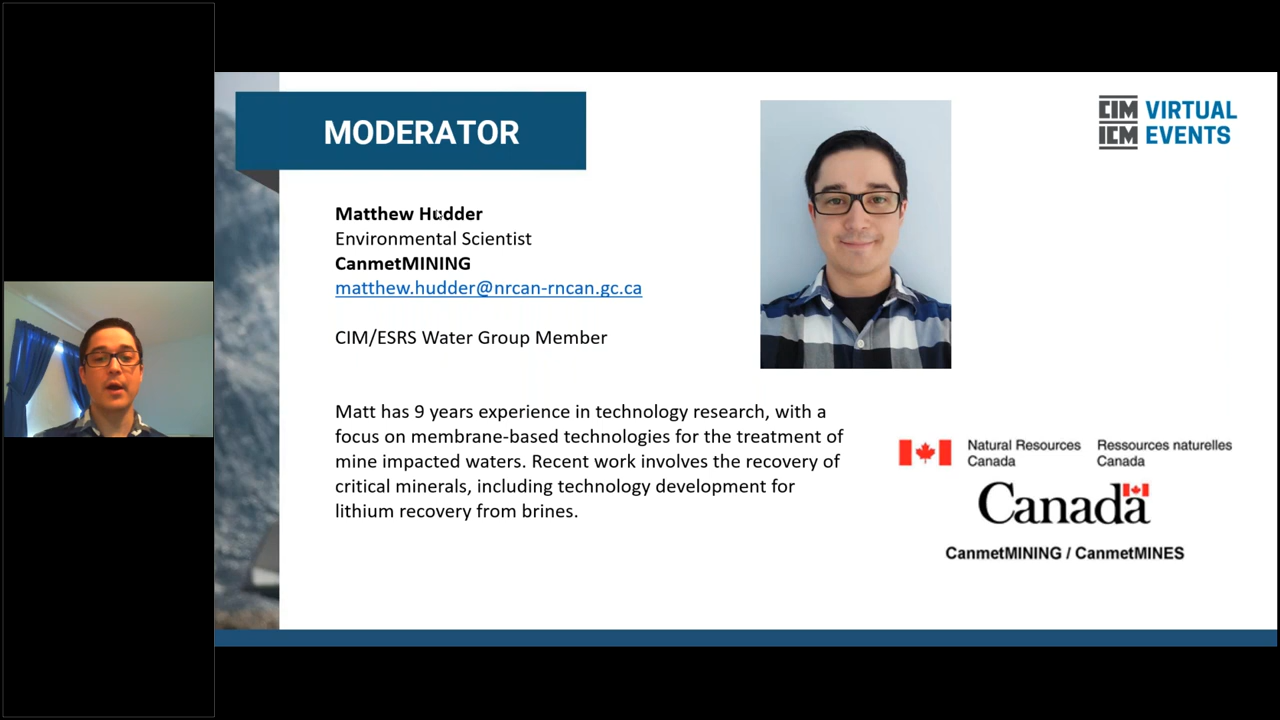 MODERATOR
CIM VIRTUAL
ICM EVENTS
Matthew Hudder
Environmental Scientist
CanmetMINING
matthew.hudder@nrcan-rncan.gc.ca
CIM/ESRS Water Group Member
Matt has 9 years experience in technology research, with a
focus on membrane-based technologies for the treatment of
mine impacted waters. Recent work involves the recovery of
critical minerals, including technology development for
lithium recovery from brines.
Natural Resources Ressources naturelles
Canada Canada
Canada
CanmetMINING / CanmetMINES